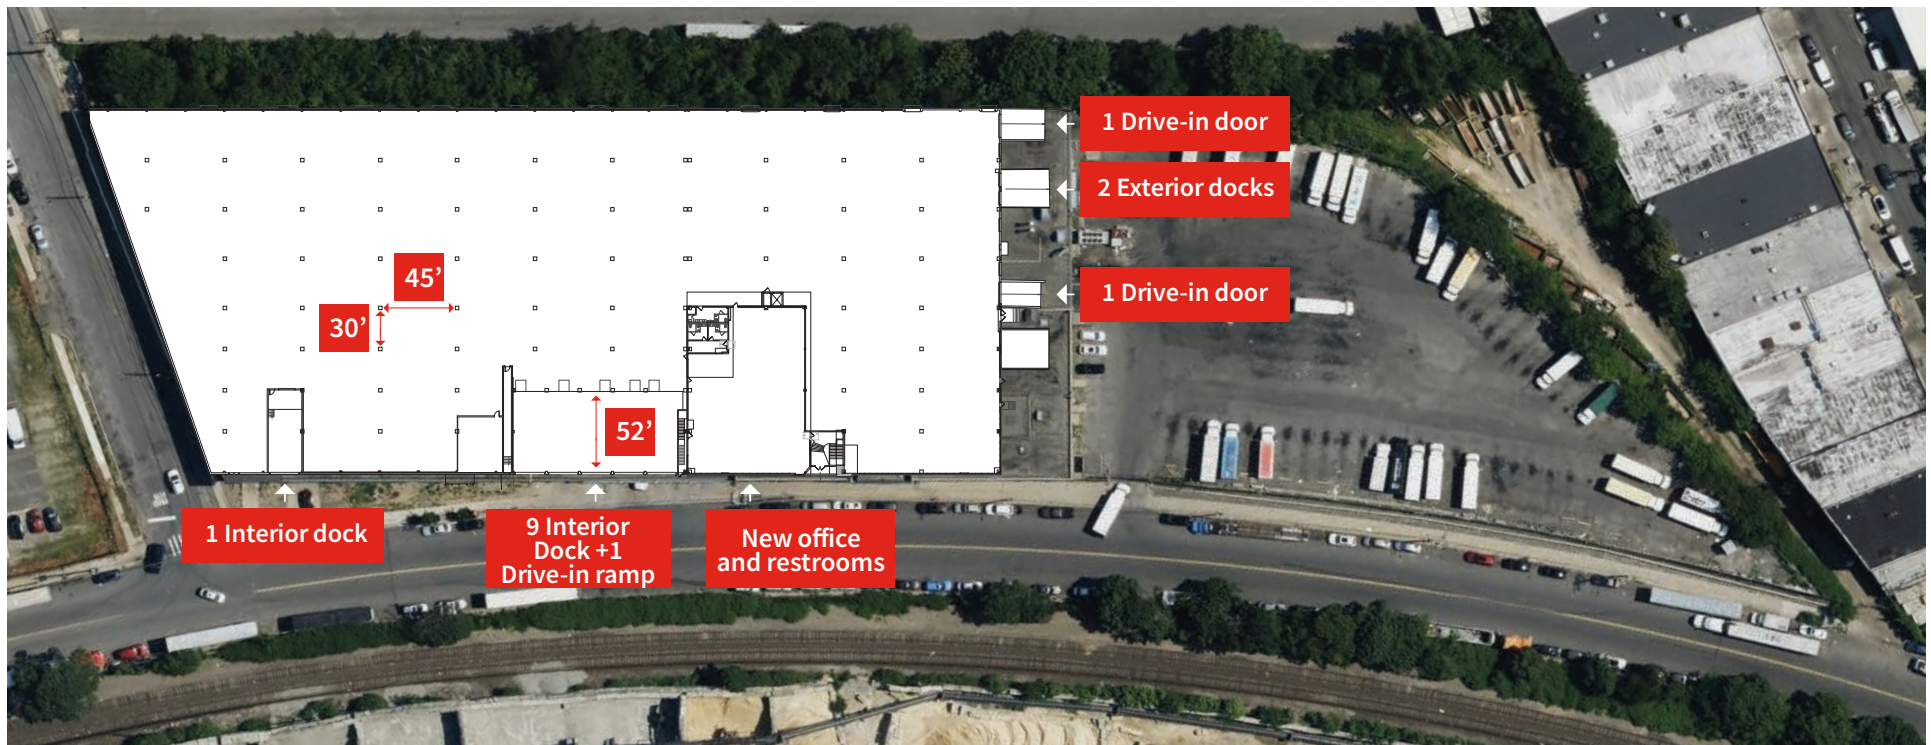 1 Drive-in door
2 Exterior docks
45’
1 Drive-in door
30’
52’
1 Interior dock
9 Interior
Dock +1
Drive-in ramp
New office
and restrooms